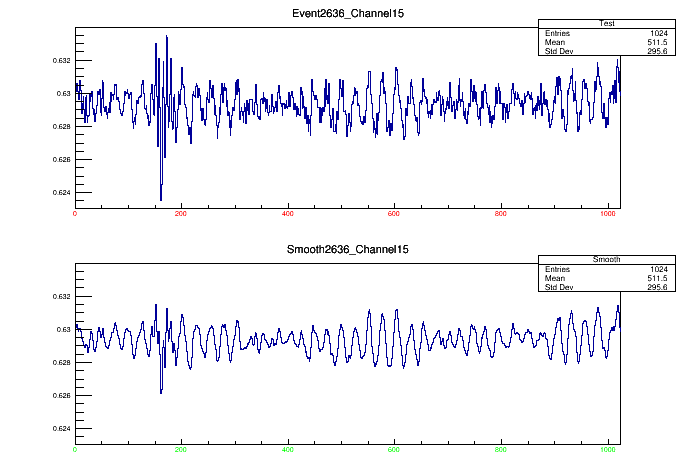 Event2636_Channel15
Test
Entries 1024
Mean 511.5
Std Dev 295.6
0.632
0.63
0.628
0.626
0.624
0 200 400 600 800 1000
Smooth2636_Channel15
Smooth
Entries 1024
Mean 511.5
Std Dev 295.6
0.632
0.63
0.628
0.626
0.624
0 200 400 600 800 1000